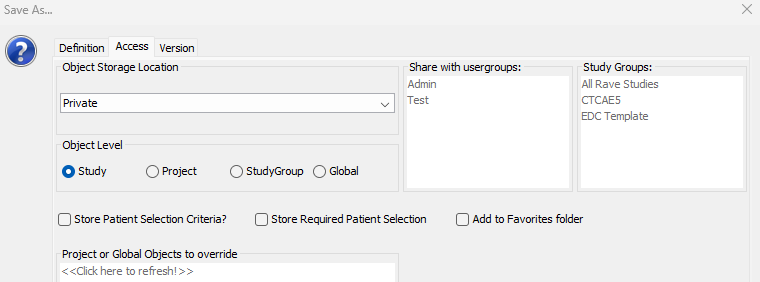 Save As...
Definition
Access
Version
Object Storage Location
Private
Share with usergroups:
Admin
Test
Study Groups:
All Rave Studies
CTCAE5
EDC Template
Object Level
Study
Project
StudyGroup
Global
Store Patient Selection Criteria?
Store Required Patient Selection
Add to Favorites folder
Project or Global Objects to override
<<Click here to refresh!>>